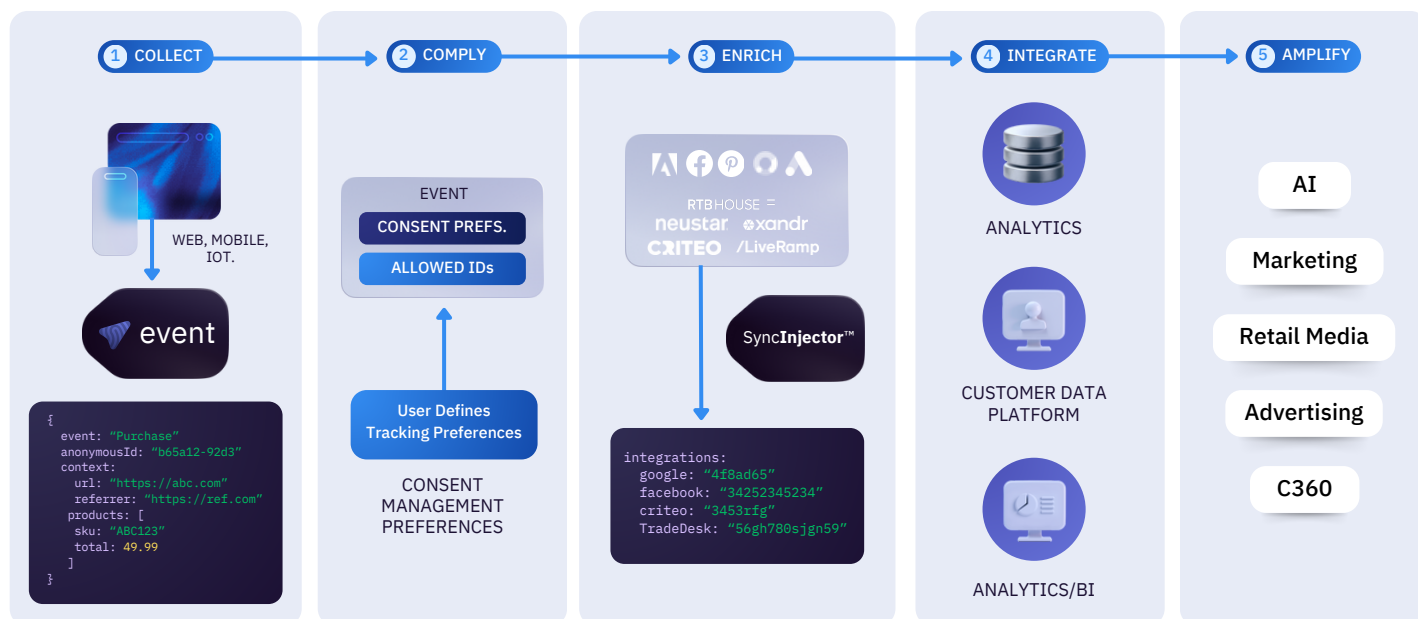 1 COLLECT
WEB, MOBILE,
IOT.
event
{
event: “Purchase”
anonymousId: “b65a12-92d3”
context:
url: “https://abc.com”
referrer: “https://ref.com”
products: [
sku: “ABC123”
total: 49.99
]
}
2 COMPLY
EVENT
CONSENT PREFS.
ALLOWED IDs
User Defines
Tracking Preferences
CONSENT
MANAGEMENT
PREFERENCES
3 ENRICH
RTBHOUSE
neustar xandr
CRITEO /LiveRamp
SyncInjector™
integrations:
google: “4f8ad65”
facebook: “34252345234”
criteo: “3453rfg”
TradeDesk: “56gh780sjgn59”
4 INTEGRATE
ANALYTICS
CUSTOMER DATA
PLATFORM
ANALYTICS/BI
5 AMPLIFY
AI
Marketing
Retail Media
Advertising
C360